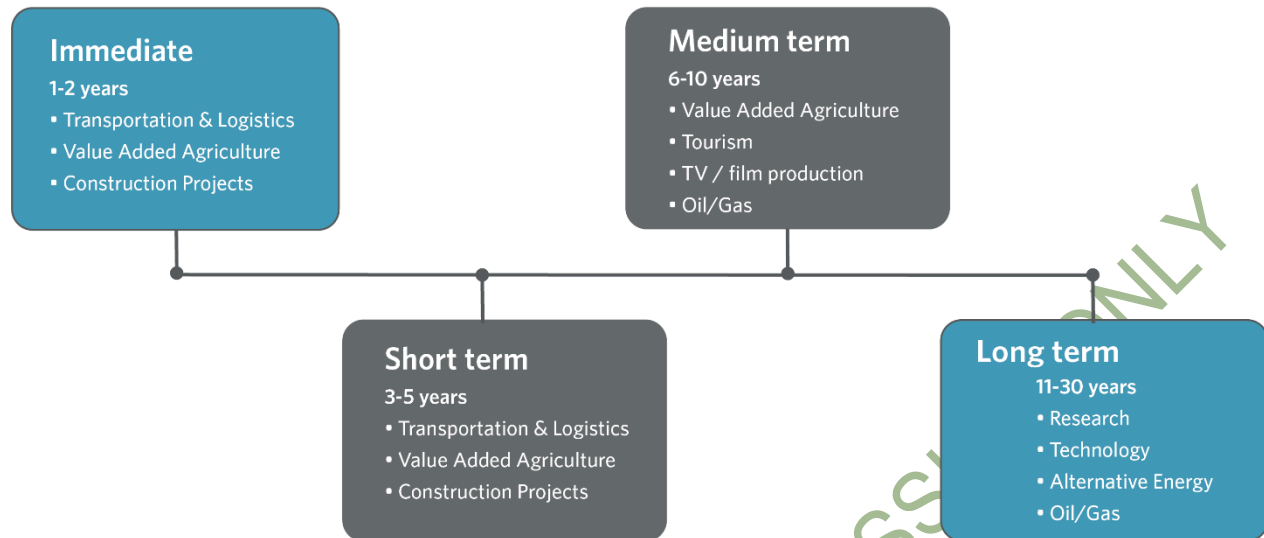 Immediate
1-2 years
▪ Transportation & Logistics
▪ Value Added Agriculture
▪ Construction Projects
Medium term
6-10 years
▪ Value Added Agriculture
▪ Tourism
▪ TV / film production
▪ Oil/Gas
Short term
3-5 years
▪ Transportation & Logistics
▪ Value Added Agriculture
▪ Construction Projects
Long term
11-30 years
▪ Research
▪ Technology
▪ Alternative Energy
▪ Oil/Gas
ONLY